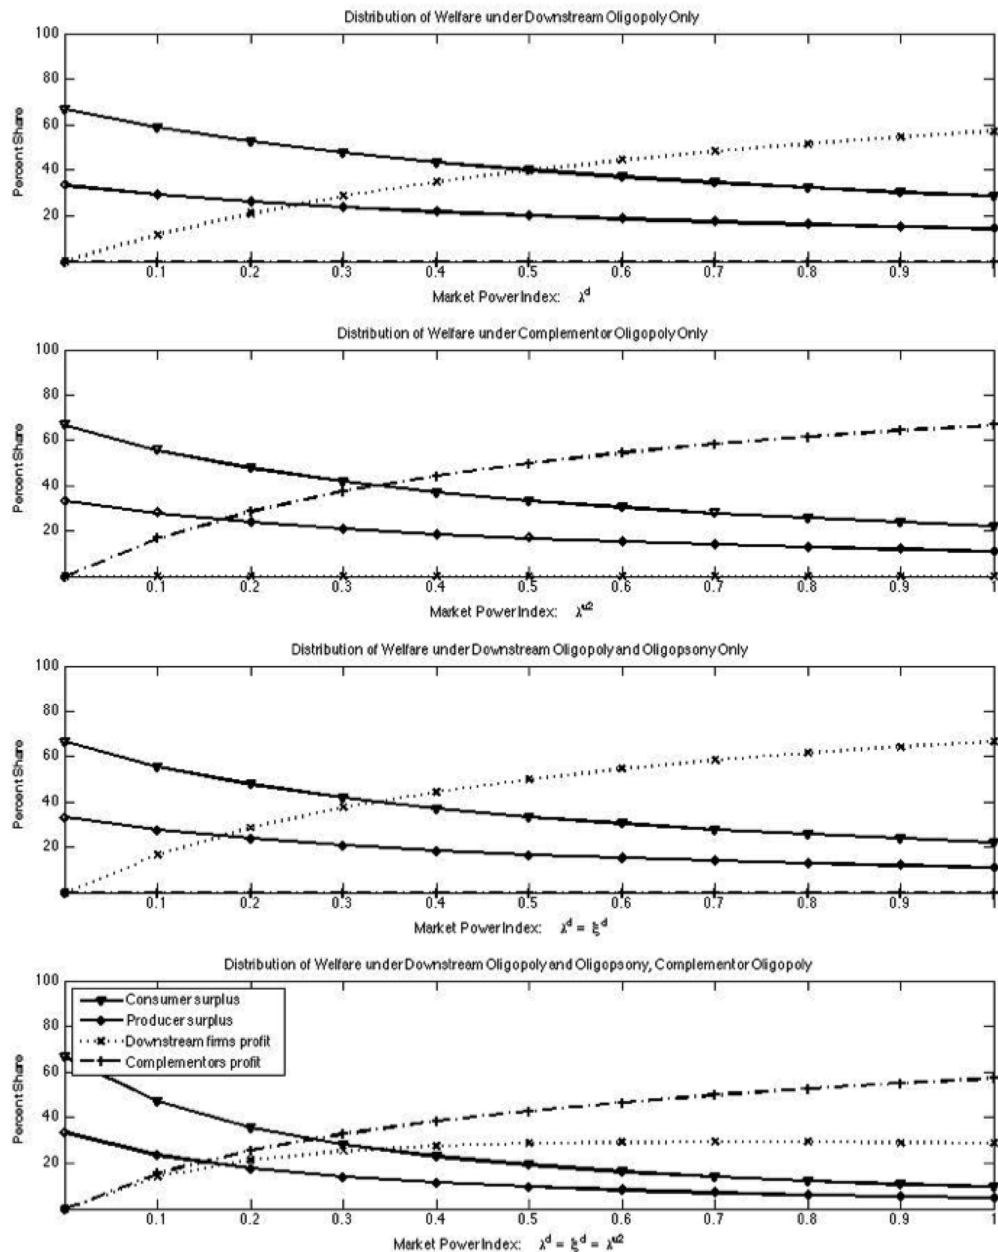 Distribution of Welfare under Downstream Oligopoly Only
100
80
60
40
20
Percent Share
0.1 0.2 0.3 0.4 0.5 0.6 0.7 0.8 0.9 1
Market Power Index: λᵈ
Distribution of Welfare under Complementor Oligopoly Only
100
80
60
40
20
Percent Share
0.1 0.2 0.3 0.4 0.5 0.6 0.7 0.8 0.9 1
Market Power Index: λᵘ²
Distribution of Welfare under Downstream Oligopoly and Oligopsony Only
100
80
60
40
20
Percent Share
0.1 0.2 0.3 0.4 0.5 0.6 0.7 0.8 0.9 1
Market Power Index: λᵈ = ξᵈ
Distribution of Welfare under Downstream Oligopoly and Oligopsony, Complementor Oligopoly
100
80
60
40
20
Percent Share
Consumer surplus
Producer surplus
Downstream firms profit
Complementors profit
0.1 0.2 0.3 0.4 0.5 0.6 0.7 0.8 0.9 1
Market Power Index: λᵈ = ξᵈ = λᵘ²